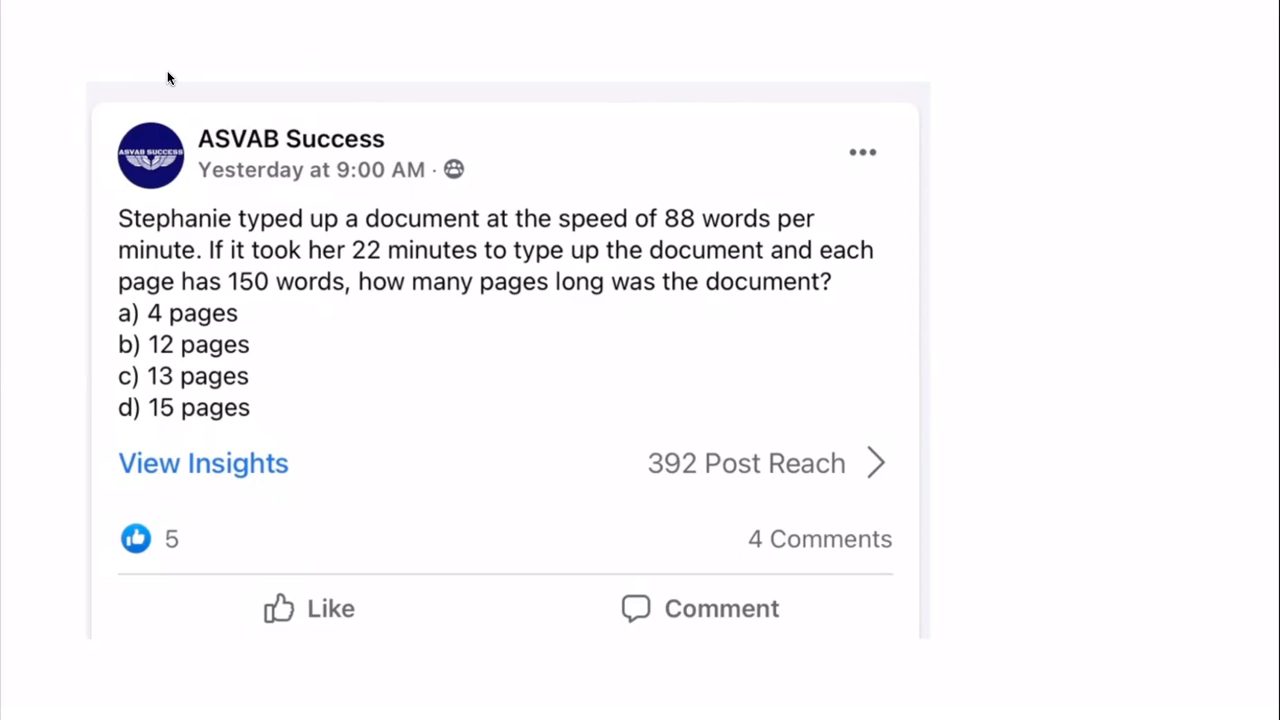 ASVAB SUCCESS
ASVAB Success
Yesterday at 9:00 AM ·
Stephanie typed up a document at the speed of 88 words per
minute. If it took her 22 minutes to type up the document and each
page has 150 words, how many pages long was the document?
a) 4 pages
b) 12 pages
c) 13 pages
d) 15 pages
View Insights
392 Post Reach
5
4 Comments
Like
Comment